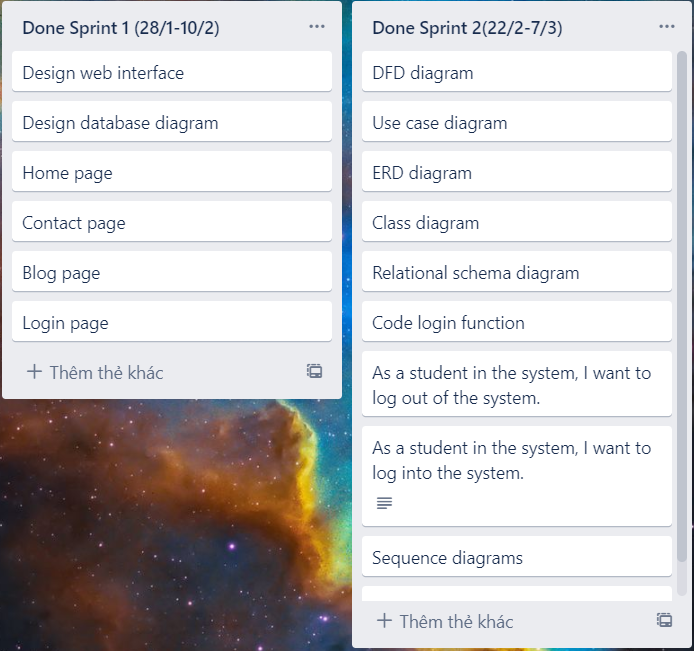 Done Sprint 1 (28/1-10/2)
Design web interface
Design database diagram
Home page
Contact page
Blog page
Login page
Thêm thẻ khác
Done Sprint 2(22/2-7/3)
DFD diagram
Use case diagram
ERD diagram
Class diagram
Relational schema diagram
Code login function
As a student in the system, I want to
log out of the system.
As a student in the system, I want to
log into the system.
Sequence diagrams
Thêm thẻ khác